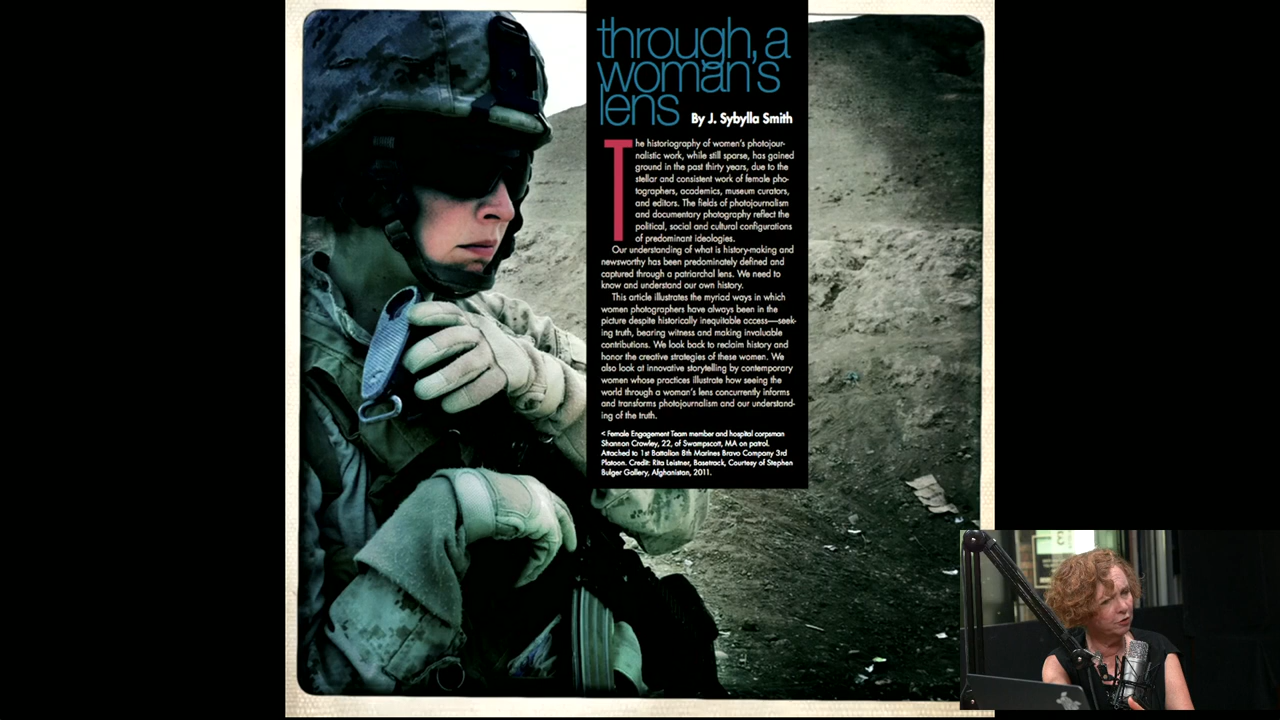 through a
woman's
lens
By J. Sybylla Smith
The historiography of women's photojour-
nalistic work, while still sparse, has gained
ground in the past thirty years, due to the
stellar and consistent work of female pho-
tographers, academics, museum curators,
and editors. The fields of photojournalism
and documentary photography reflect the
political, social and cultural configurations
of predominant ideologies.
Our understanding of what is history-making and
newsworthy has been predominately defined and
captured through a patriarchal lens. We need to
know and understand our own history.
This article illustrates the myriad ways in which
women photographers have always been in the
picture despite historically inequitable access—seek-
ing truth, bearing witness and making invaluable
contributions. We look back to reclaim history and
honor the creative strategies of these women. We
also look at innovative storytelling by contemporary
women whose practices illustrate how seeing the
world through a woman's lens concurrently informs
and transforms photojournalism and our understand-
ing of the truth.
< Female Engagement Team member and hospital corpsman
Shannon Crowley, 22, of Swampscott, MA on patrol.
Attached to 1st Battalion 8th Marines Bravo Company 3rd
Platoon. Credit: Rita Leistner, Basetrack, Courtesy of Stephen
Bulger Gallery, Afghanistan, 2011.